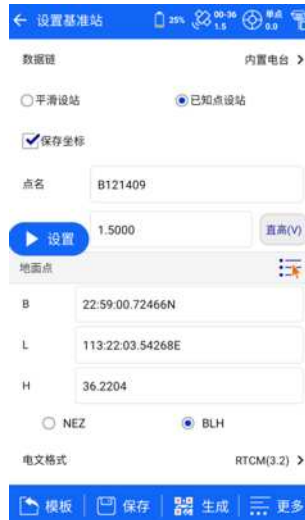 设置基准站 25% 00-36 1.5 单点 0.0
数据链 内置电台
平滑设站 已知点设站
保存坐标
点名 B121409
设置 1.5000 直高(V)
地面点
B 22:59:00.72466N
L 113:22:03.54268E
H 36.2204
NEZ BLH
电文格式 RTCM(3.2)
模板 保存 生成 更多